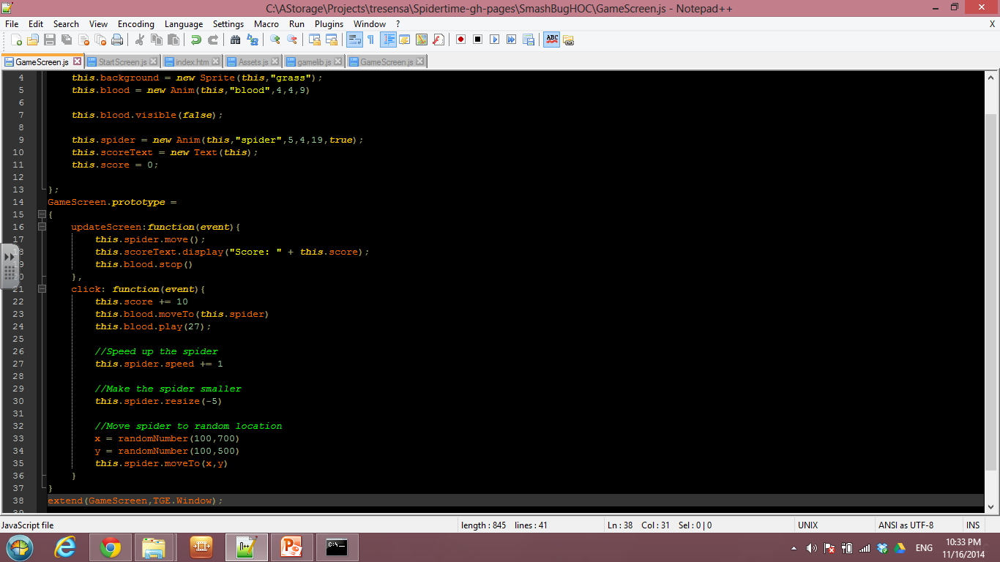 C:\AStorage\Projects\tresensa\Spidertime-gh-pages\SmashBugHOC\GameScreen.js - Notepad++
File Edit Search View Encoding Language Settings Macro Run Plugins Window ? X
GameScreen.js StartScreen.js index.htm Assets.js gamelib.js GameScreen.js
4 this.background = new Sprite(this,"grass");
5 this.blood = new Anim(this,"blood",4,4,9)
6
7 this.blood.visible(false);
8
9 this.spider = new Anim(this,"spider",5,4,19,true);
10 this.scoreText = new Text(this);
11 this.score = 0;
12
13 };
14 GameScreen.prototype =
15 {
16 updateScreen:function(event){
17 this.spider.move();
8 this.scoreText.display("Score: " + this.score);
9 this.blood.stop()
0 },
21 click: function(event){
22 this.score += 10
23 this.blood.moveTo(this.spider)
24 this.blood.play(27);
25
26 //Speed up the spider
27 this.spider.speed += 1
28
29 //Make the spider smaller
30 this.spider.resize(-5)
31
32 //Move spider to random location
33 x = randomNumber(100,700)
34 y = randomNumber(100,500)
35 this.spider.moveTo(x,y)
36 }
37 }
38 extend(GameScreen,TGE.Window);
39
JavaScript file length : 845 lines : 41 Ln : 38 Col : 31 Sel : 0 | 0 UNIX ANSI as UTF-8 INS
ENG 10:33 PM
11/16/2014